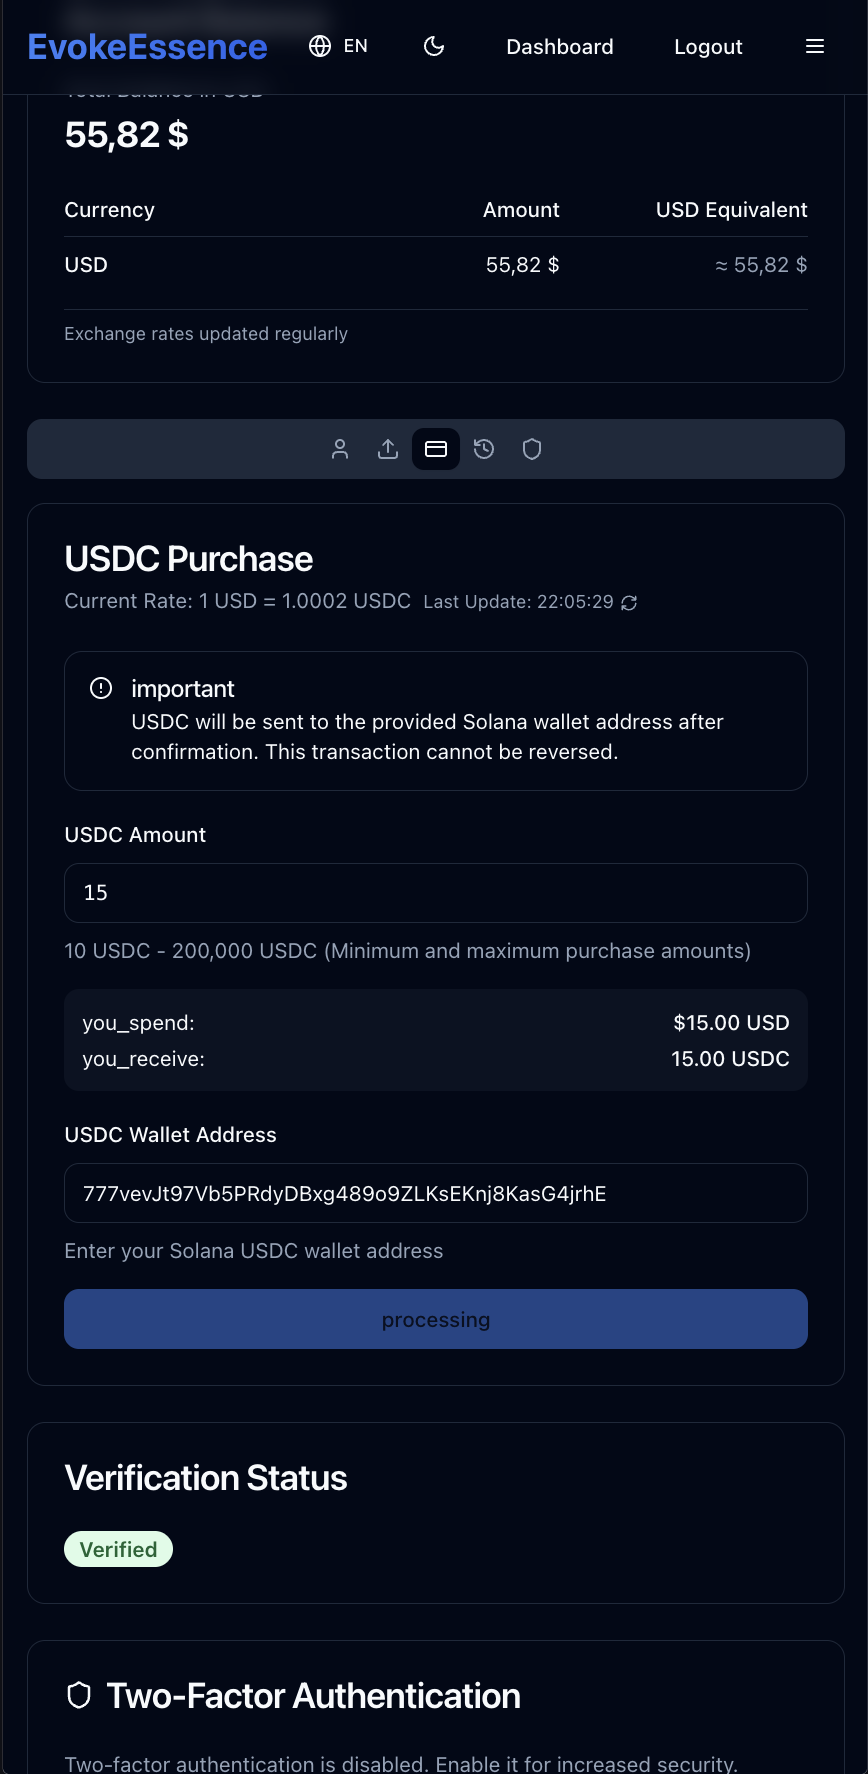 EvokeEssence EN Dashboard Logout
Total Balance in USD
55,82 $
Currency Amount USD Equivalent
USD 55,82 $ ≈ 55,82 $
Exchange rates updated regularly
USDC Purchase
Current Rate: 1 USD = 1.0002 USDC Last Update: 22:05:29
important
USDC will be sent to the provided Solana wallet address after
confirmation. This transaction cannot be reversed.
USDC Amount
15
10 USDC - 200,000 USDC (Minimum and maximum purchase amounts)
you_spend: $15.00 USD
you_receive: 15.00 USDC
USDC Wallet Address
777vevJt97Vb5PRdyDBxg489o9ZLKsEKnj8KasG4jrhE
Enter your Solana USDC wallet address
processing
Verification Status
Verified
Two-Factor Authentication
Two-factor authentication is disabled. Enable it for increased security.